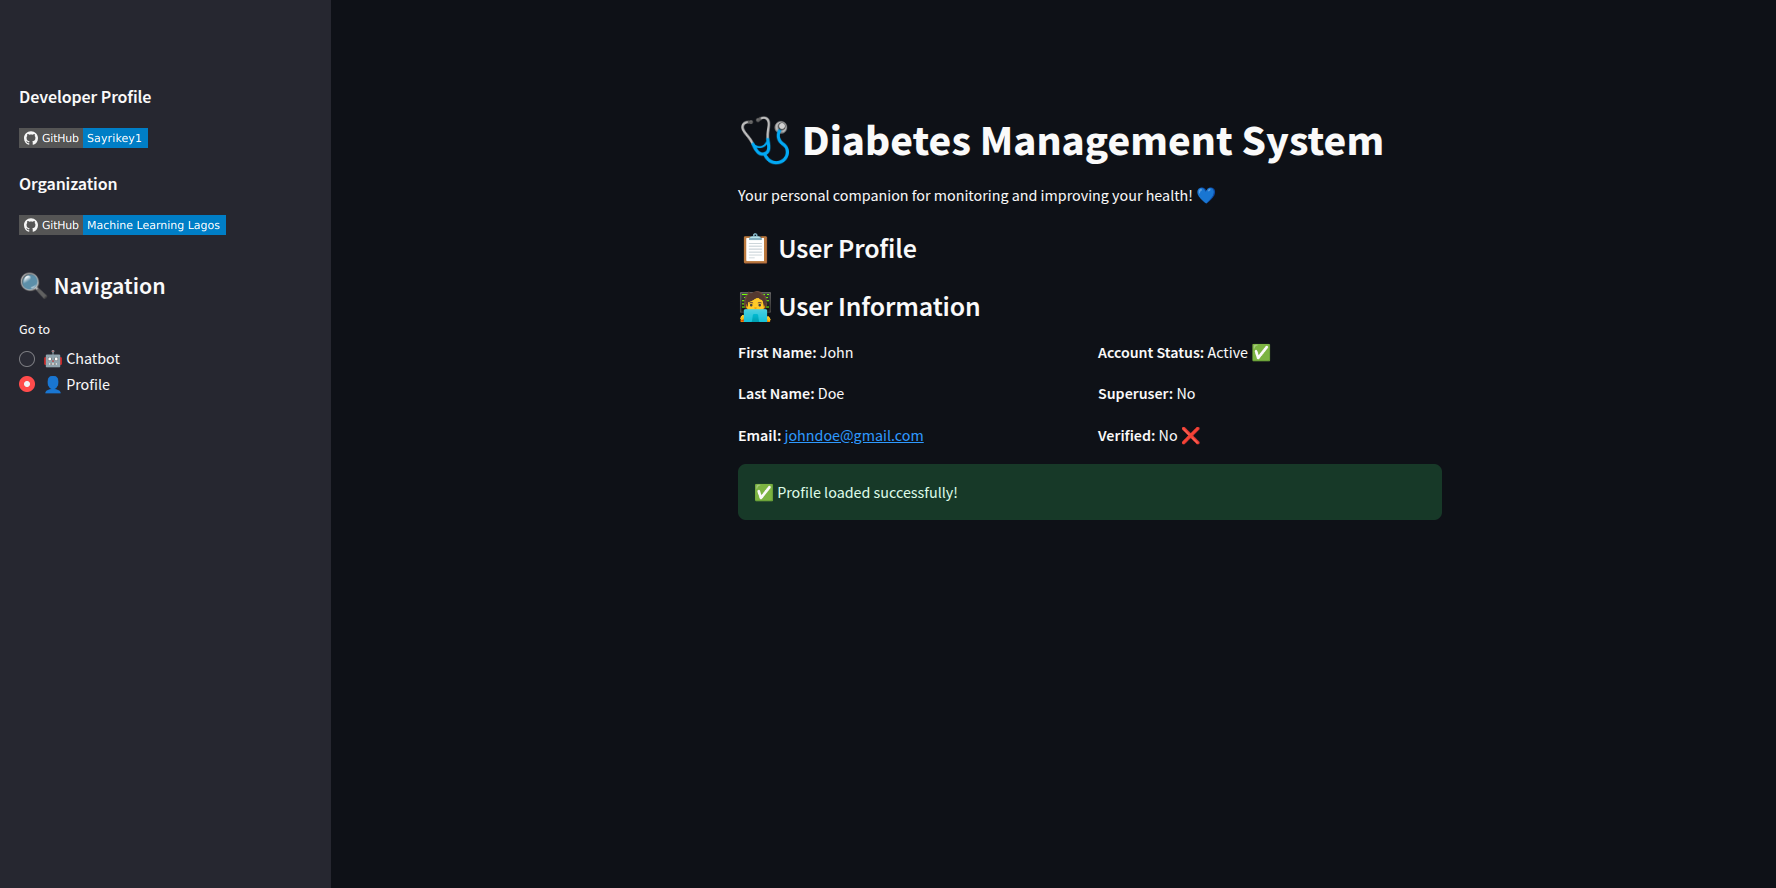 Developer Profile
GitHub Sayrikey1
Organization
GitHub Machine Learning Lagos
🔍 Navigation
Go to
🤖 Chatbot
👤 Profile
🩺 Diabetes Management System
Your personal companion for monitoring and improving your health! 💙
📋 User Profile
🧑‍💻 User Information
First Name: John
Last Name: Doe
Email: johndoe@gmail.com
Account Status: Active ✅
Superuser: No
Verified: No ❌
✅ Profile loaded successfully!